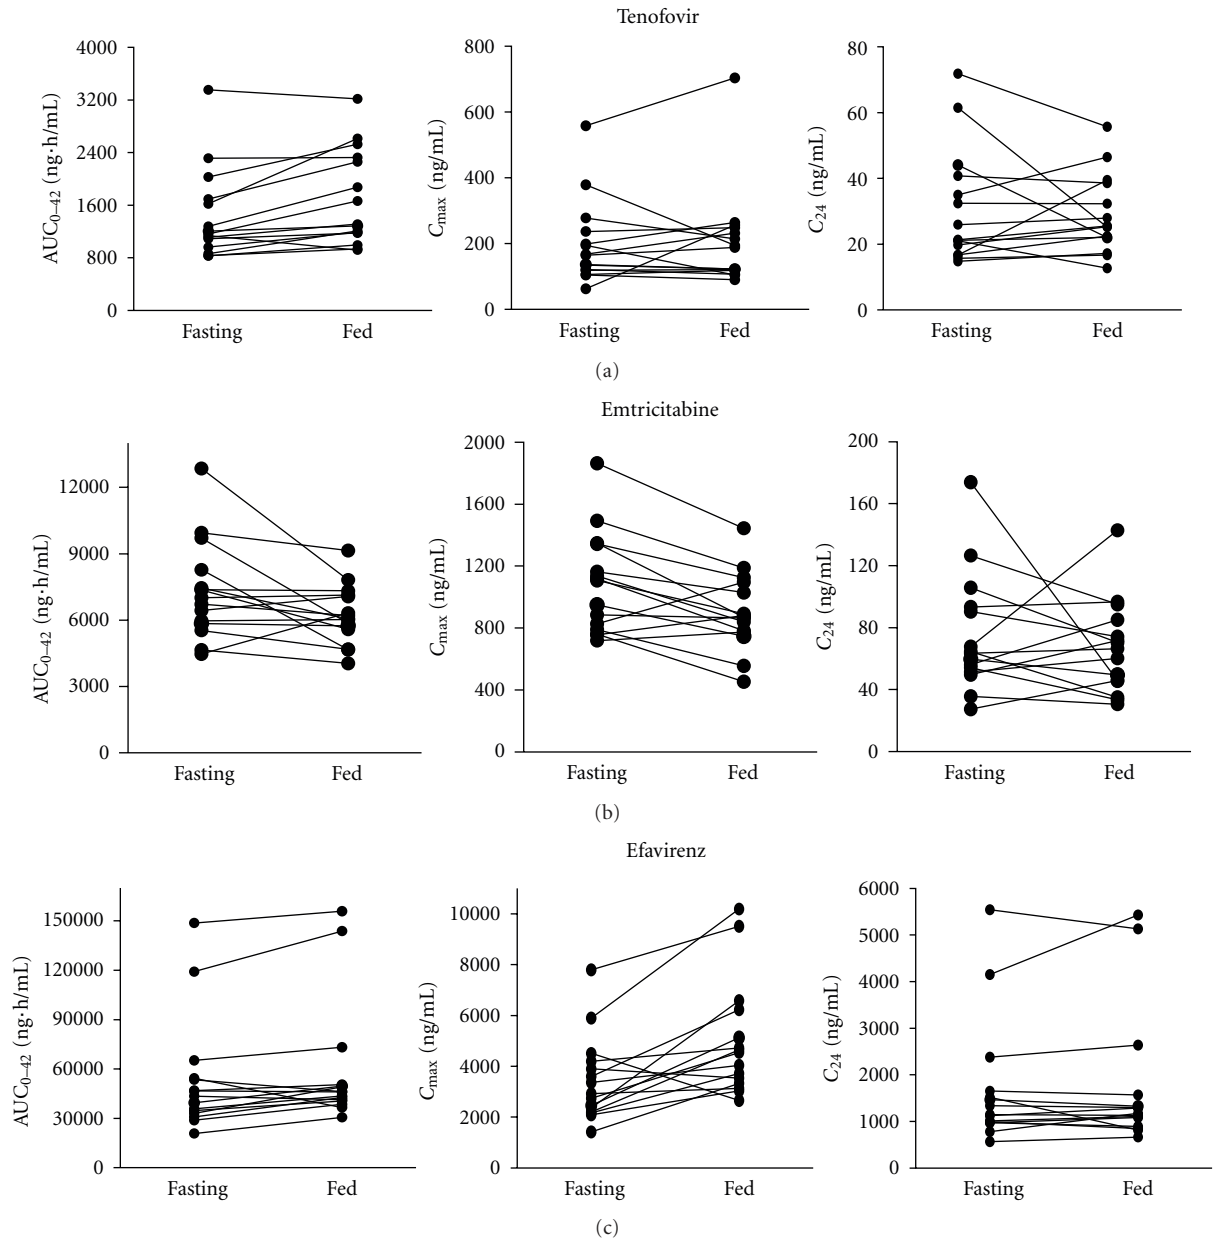 Tenofovir
AUC0–42 (ng·h/mL)
4000
3200
2400
1600
800
0
Fasting
Fed
Cmax (ng/mL)
800
600
400
200
0
Fasting
Fed
C24 (ng/mL)
80
60
40
20
0
Fasting
Fed
(a)
Emtricitabine
AUC0–42 (ng·h/mL)
12000
9000
6000
3000
0
Fasting
Fed
Cmax (ng/mL)
2000
1600
1200
800
400
0
Fasting
Fed
C24 (ng/mL)
200
160
120
80
40
0
Fasting
Fed
(b)
Efavirenz
AUC0–42 (ng·h/mL)
150000
120000
90000
60000
30000
0
Fasting
Fed
Cmax (ng/mL)
10000
8000
6000
4000
2000
0
Fasting
Fed
C24 (ng/mL)
6000
5000
4000
3000
2000
1000
0
Fasting
Fed
(c)